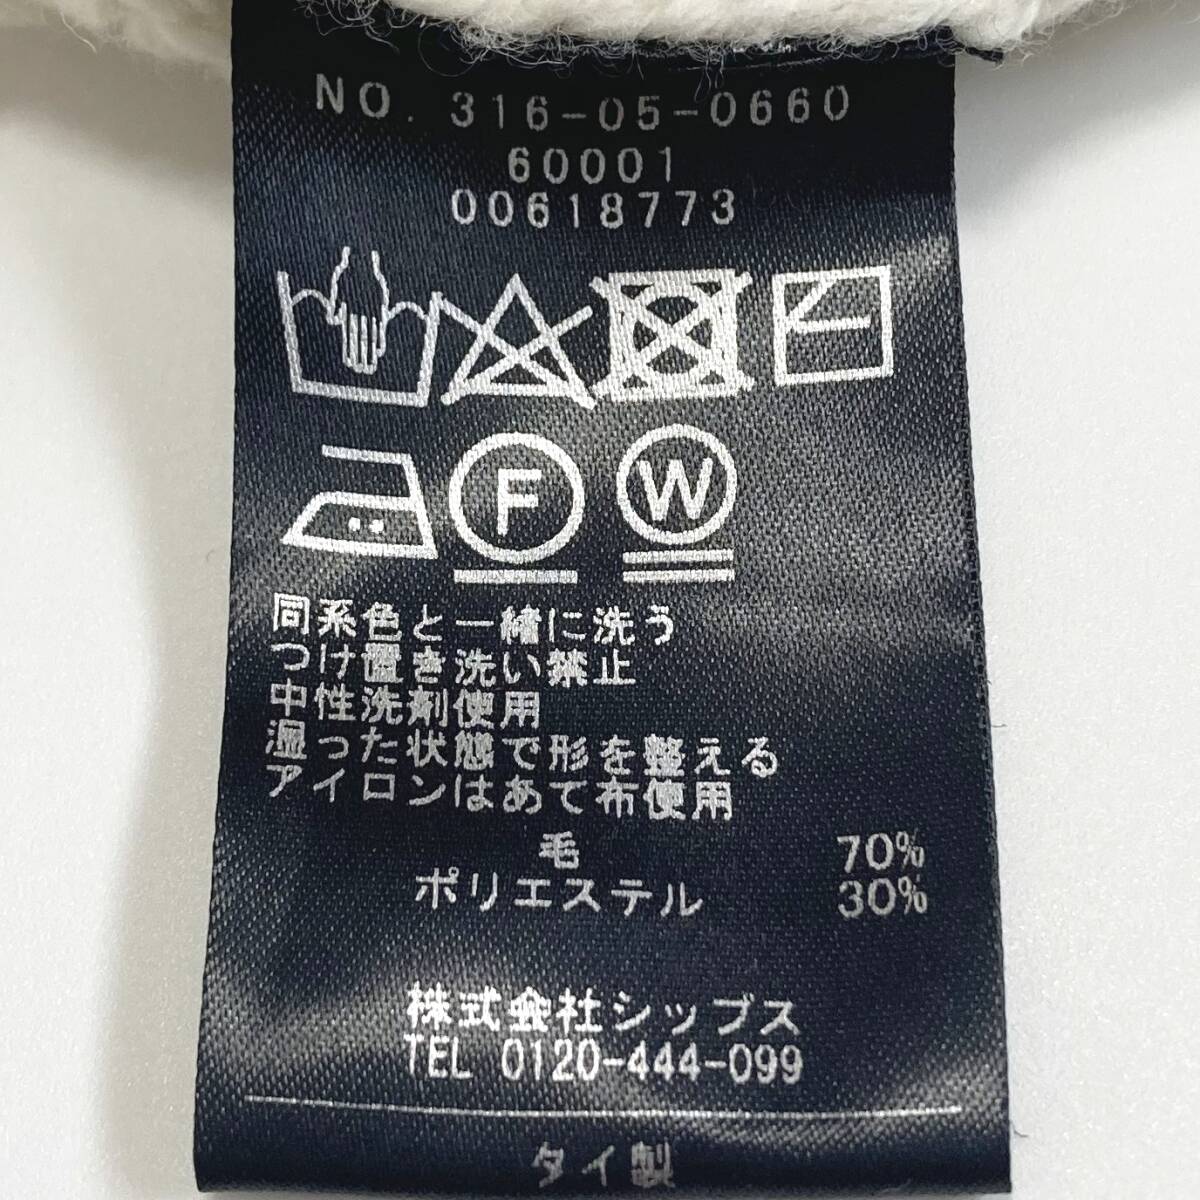 NO. 316-05-0660
60001
00618773
F W
同系色と一緒に洗う
つけ置き洗い禁止
中性洗剤使用
湿った状態で形を整える
アイロンはあて布使用
毛 70%
ポリエステル 30%
株式会社シップス
TEL 0120-444-099
タイ製